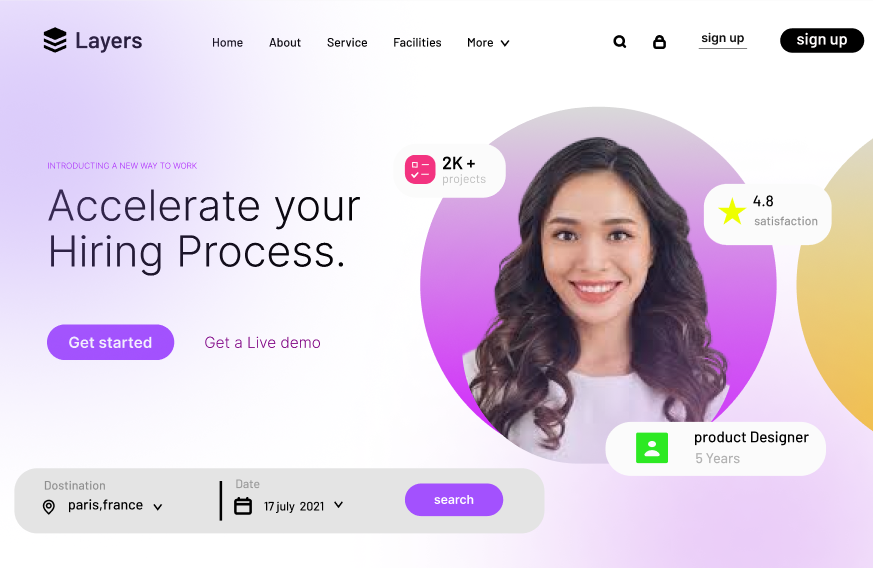 Layers
Home
About
Service
Facilities
More
sign up
sign up
INTRODUCTING A NEW WAY TO WORK
Accelerate your
Hiring Process.
Get started
Get a Live demo
2K +
projects
4.8
satisfaction
product Designer
5 Years
Dostination
paris,france
Date
17 july 2021
search